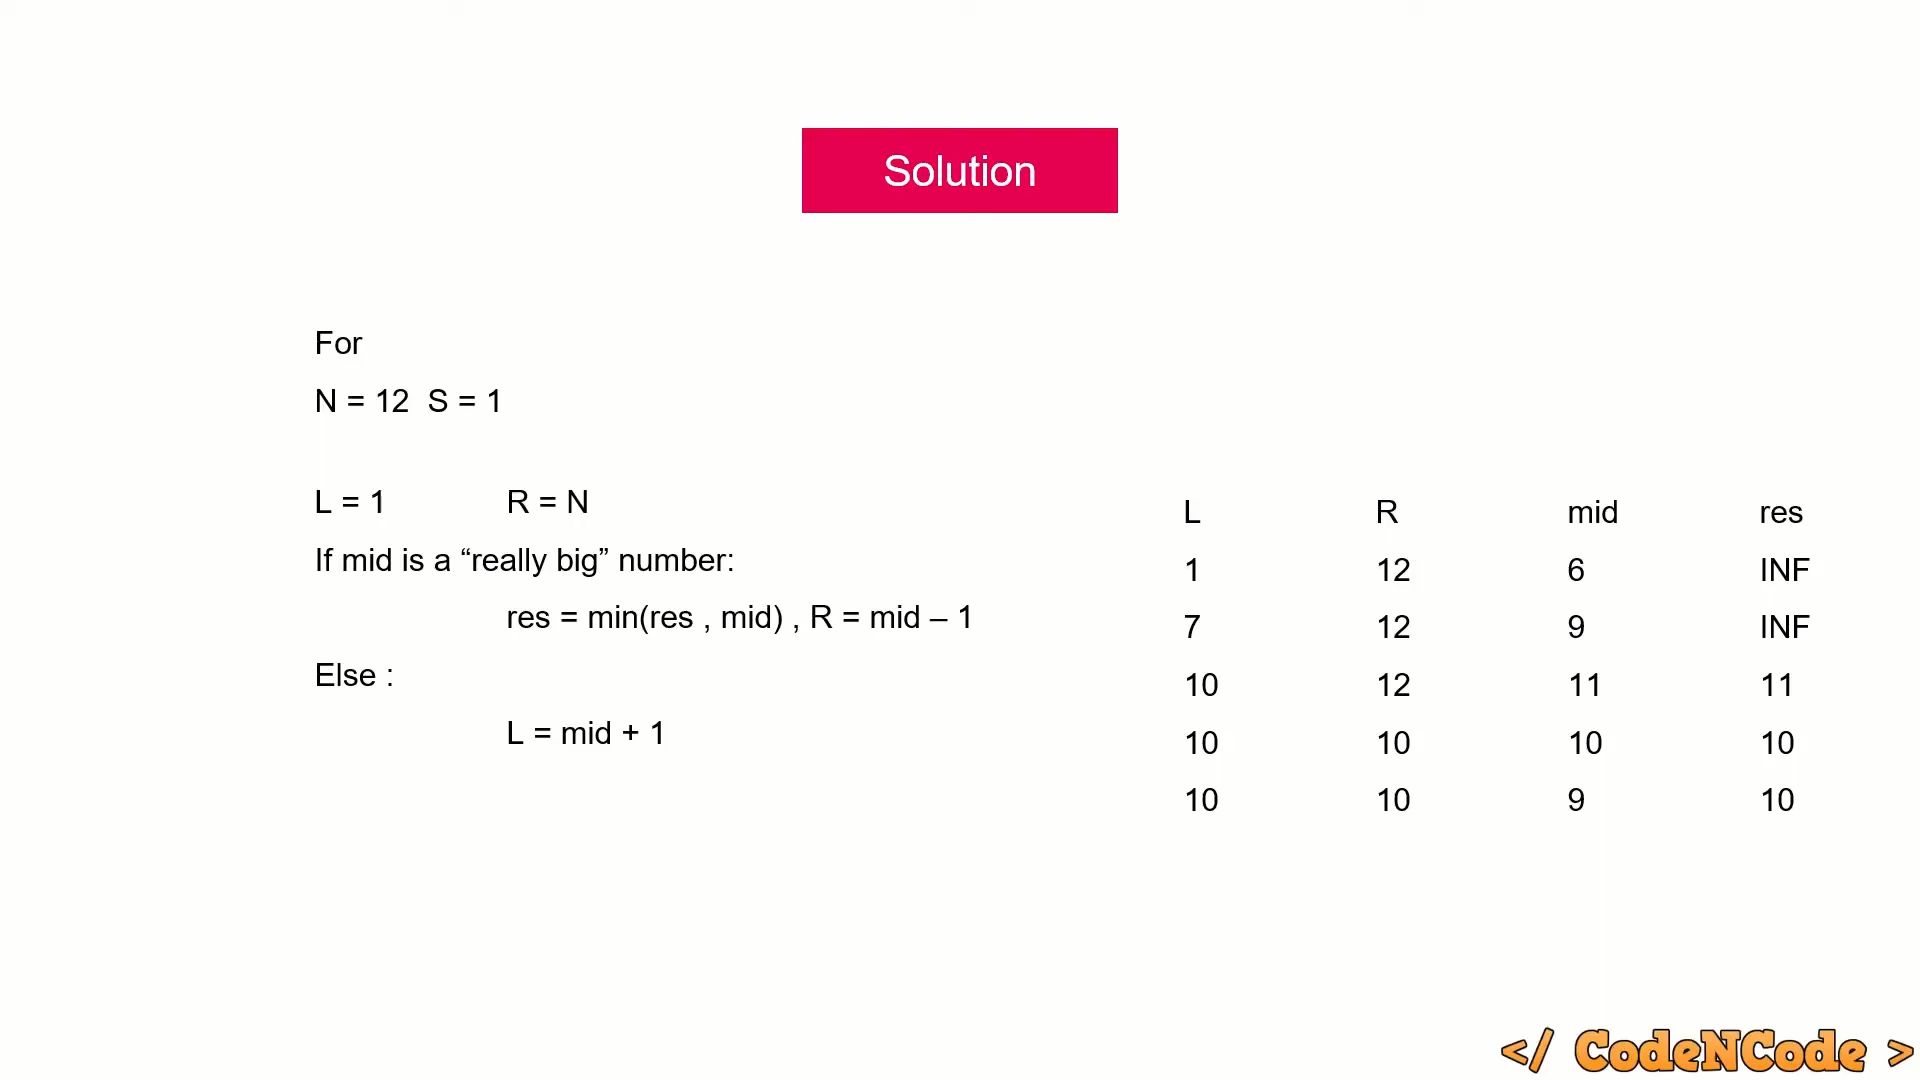 Solution
For
N = 12  S = 1
L = 1 R = N
If mid is a “really big” number:
res = min(res , mid) , R = mid – 1
Else :
L = mid + 1
L R mid res
1 12 6 INF
7 12 9 INF
10 12 11 11
10 10 10 10
10 10 9 10
</ CodeNCode >